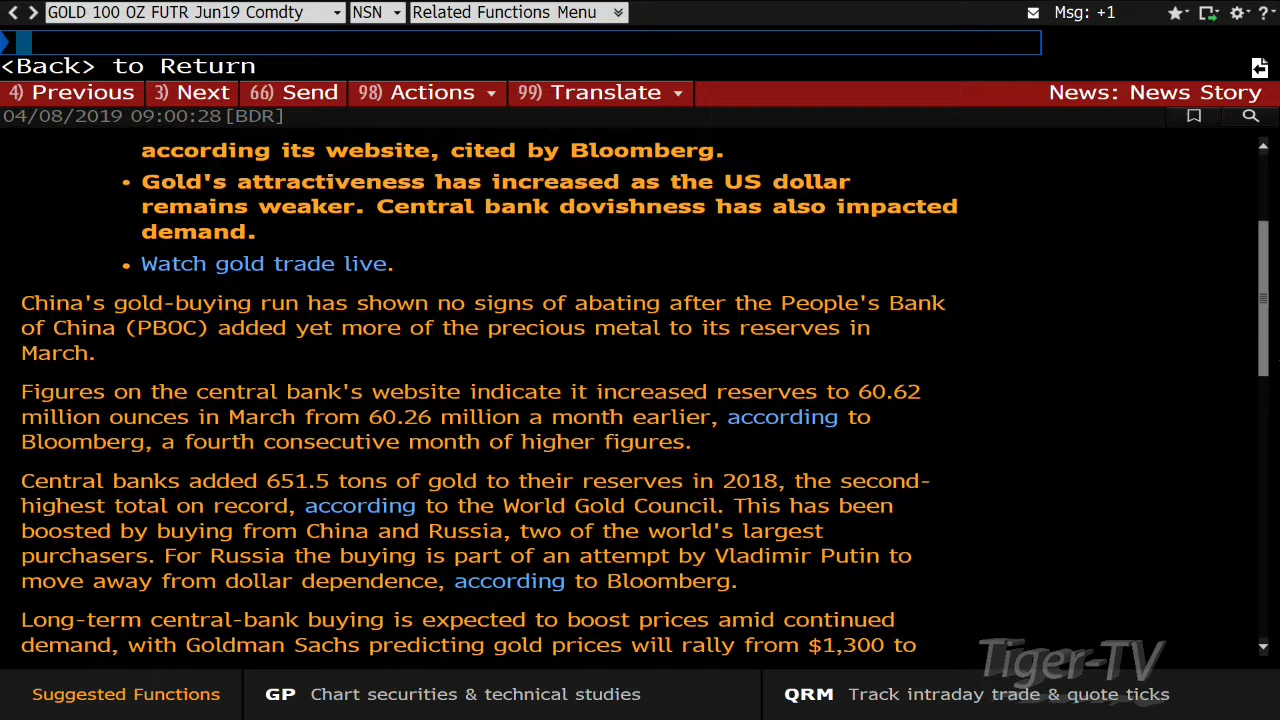 GOLD 100 OZ FUTR Jun19 Comdty NSN Related Functions Menu Msg: +1 ?
<Back> to Return
4) Previous 3) Next 66) Send 98) Actions 99) Translate News: News Story
04/08/2019 09:00:28 [BDR]
according its website, cited by Bloomberg.
• Gold's attractiveness has increased as the US dollar
remains weaker. Central bank dovishness has also impacted
demand.
• Watch gold trade live.
China's gold-buying run has shown no signs of abating after the People's Bank
of China (PBOC) added yet more of the precious metal to its reserves in
March.
Figures on the central bank's website indicate it increased reserves to 60.62
million ounces in March from 60.26 million a month earlier, according to
Bloomberg, a fourth consecutive month of higher figures.
Central banks added 651.5 tons of gold to their reserves in 2018, the second-
highest total on record, according to the World Gold Council. This has been
boosted by buying from China and Russia, two of the world's largest
purchasers. For Russia the buying is part of an attempt by Vladimir Putin to
move away from dollar dependence, according to Bloomberg.
Long-term central-bank buying is expected to boost prices amid continued
demand, with Goldman Sachs predicting gold prices will rally from $1,300 to
Tiger-TV
Suggested Functions GP Chart securities & technical studies QRM Track intraday trade & quote ticks